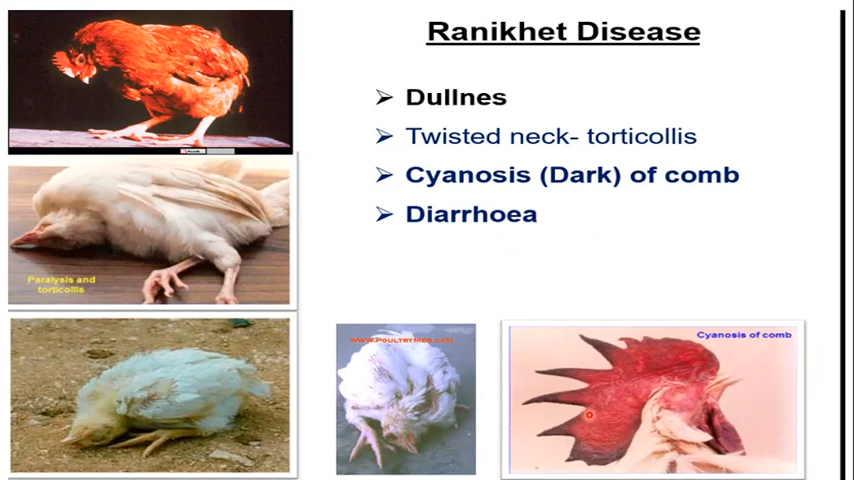 Ranikhet Disease
Dullnes
Twisted neck- torticollis
Cyanosis (Dark) of comb
Diarrhoea
Paralysis and
torticollis
www.PoultryMed.com
Cyanosis of comb